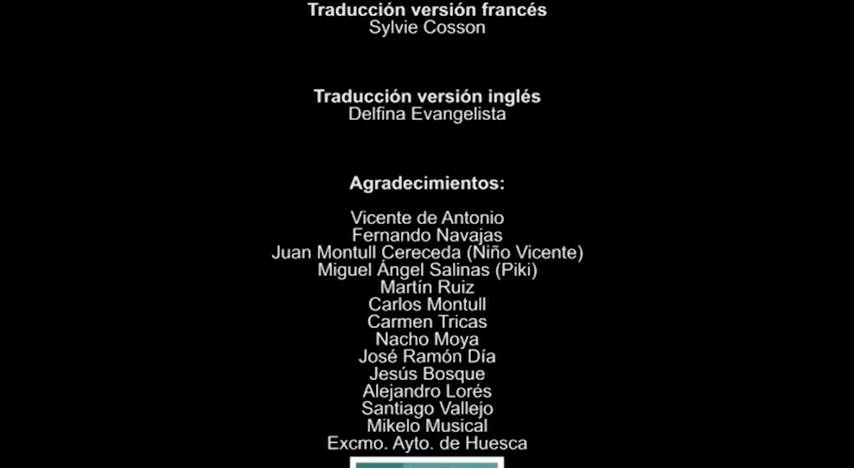 Traducción versión francés
Sylvie Cosson
Traducción versión inglés
Delfina Evangelista
Agradecimientos:
Vicente de Antonio
Fernando Navajas
Juan Montull Cereceda (Niño Vicente)
Miguel Ángel Salinas (Piki)
Martín Ruiz
Carlos Montull
Carmen Tricas
Nacho Moya
José Ramón Día
Jesús Bosque
Alejandro Lorés
Santiago Vallejo
Mikelo Musical
Excmo. Ayto. de Huesca